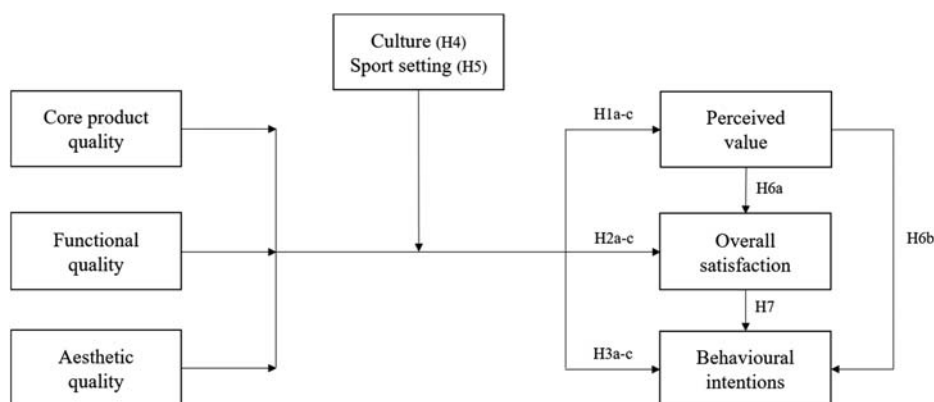 Culture (H4)
Sport setting (H5)
Core product
quality
H1a-c
Perceived
value
H6a
Functional
quality
H2a-c
Overall
satisfaction
H6b
H7
Aesthetic
quality
H3a-c
Behavioural
intentions